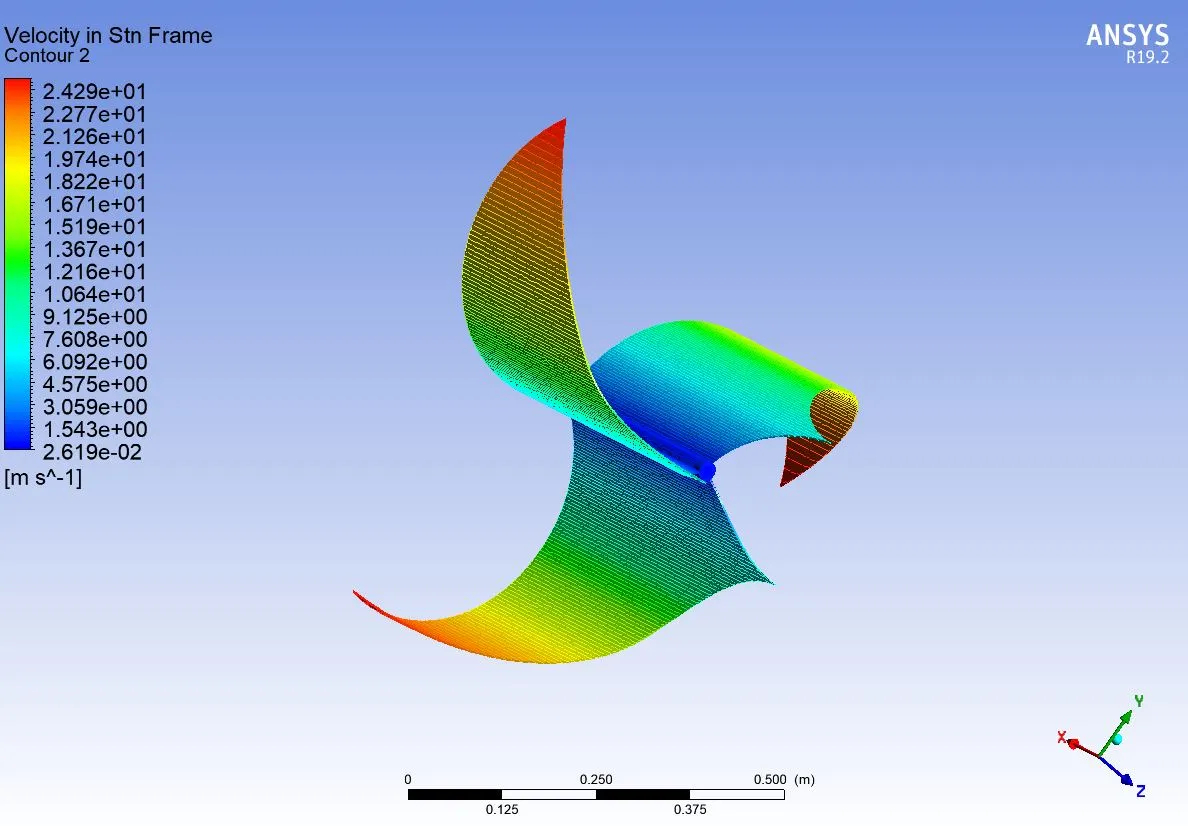 Velocity in Stn Frame
Contour 2
ANSYS
R19.2
2.429e+01
2.277e+01
2.126e+01
1.974e+01
1.822e+01
1.671e+01
1.519e+01
1.367e+01
1.216e+01
1.064e+01
9.125e+00
7.608e+00
6.092e+00
4.575e+00
3.059e+00
1.543e+00
2.619e-02
[m s^-1]
Y
X
Z
0 0.250 0.500 (m)
0.125 0.375